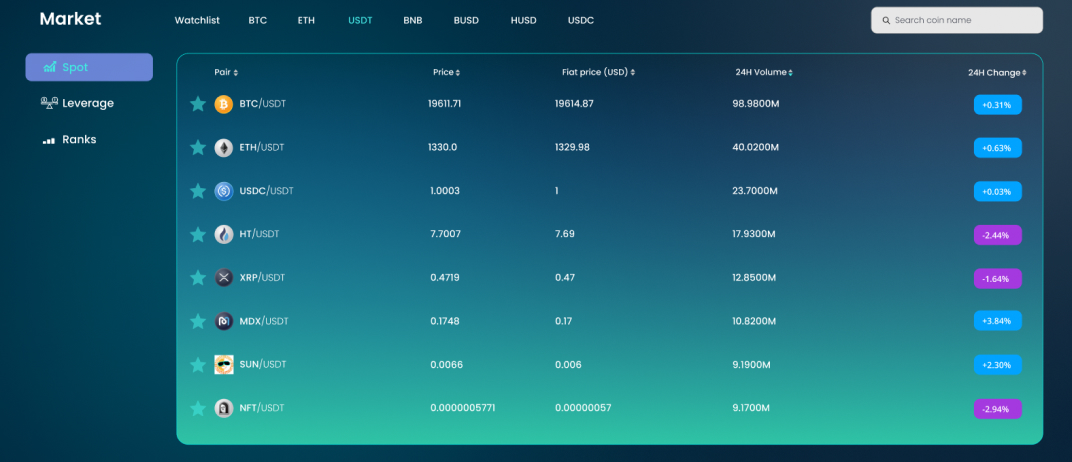 Market Watchlist BTC ETH USDT BNB BUSD HUSD USDC Search coin name
Spot
Leverage
Ranks
Pair Price Fiat price (USD) 24H Volume 24H Change
BTC/USDT 19611.71 19614.87 98.9800M +0.31%
ETH/USDT 1330.0 1329.98 40.0200M +0.63%
USDC/USDT 1.0003 1 23.7000M +0.03%
HT/USDT 7.7007 7.69 17.9300M -2.44%
XRP/USDT 0.4719 0.47 12.8500M -1.64%
MDX/USDT 0.1748 0.17 10.8200M +3.84%
SUN/USDT 0.0066 0.006 9.1900M +2.30%
NFT/USDT 0.0000005771 0.00000057 9.1700M -2.94%